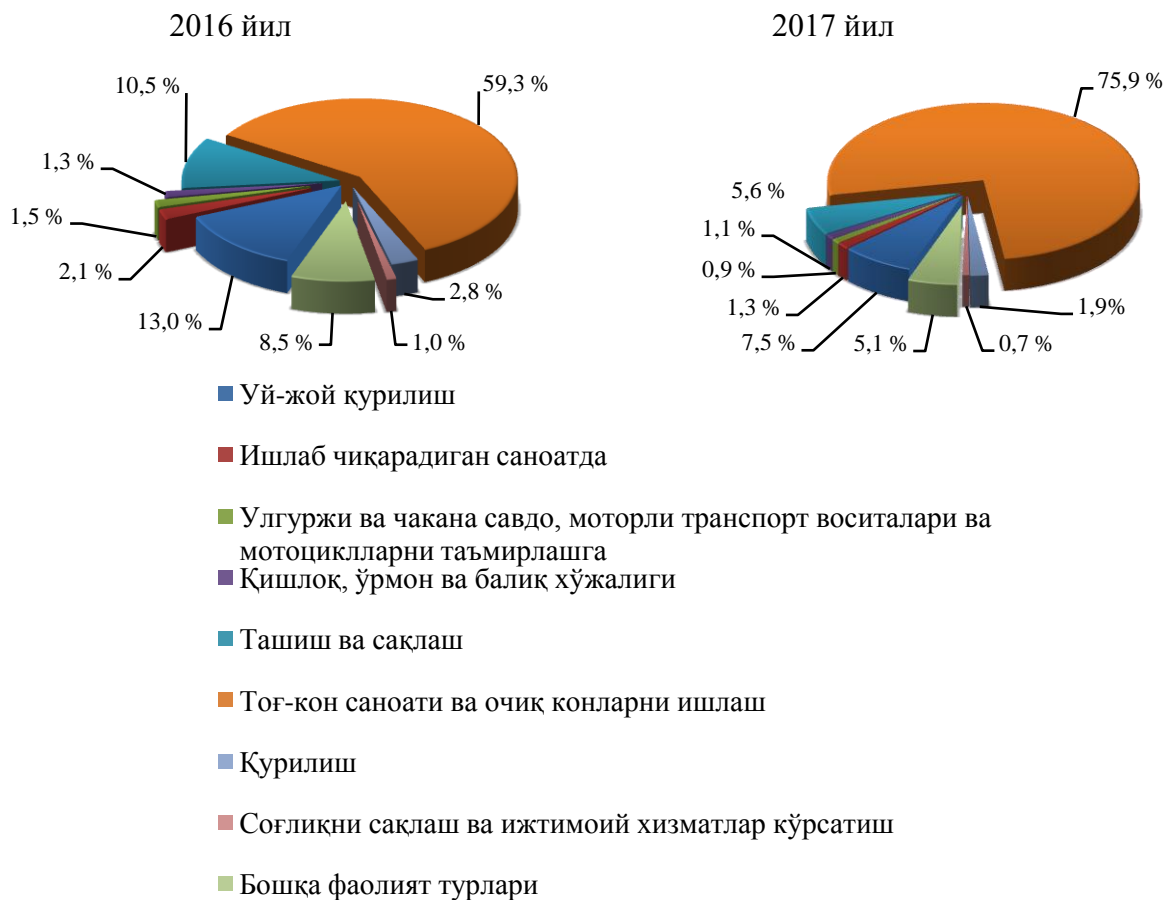 2016 йил
2017 йил
10,5 %
59,3 %
1,3 %
1,5 %
2,1 %
13,0 %
8,5 %
1,0 %
2,8 %
75,9 %
5,6 %
1,1 %
0,9 %
1,3 %
7,5 %
5,1 %
0,7 %
1,9%
Уй-жой қурилиш
Ишлаб чиқарадиган саноатда
Улгуржи ва чакана савдо, моторли транспорт воситалари ва
мотоциклларни таъмирлашга
Қишлоқ, ўрмон ва балиқ хўжалиги
Ташиш ва сақлаш
Тоғ-кон саноати ва очиқ конларни ишлаш
Қурилиш
Соғлиқни сақлаш ва ижтимоий хизматлар кўрсатиш
Бошқа фаолият турлари